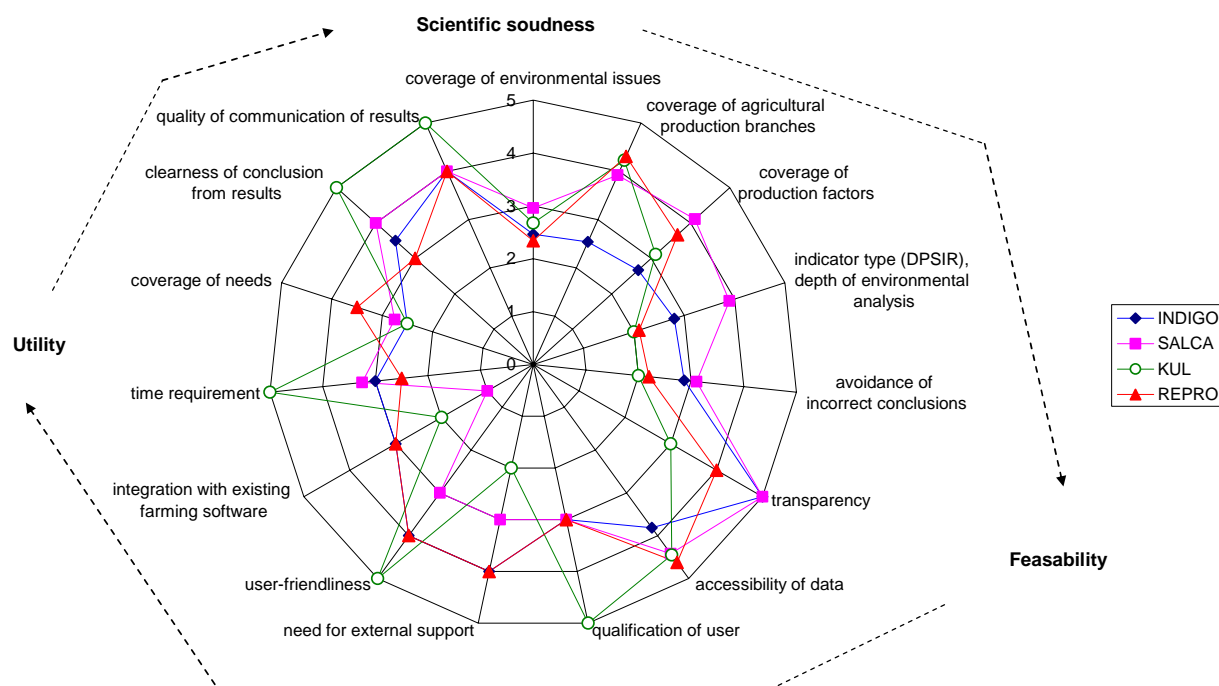 Scientific soudness
coverage of environmental issues
quality of communication of results
coverage of agricultural
production branches
clearness of conclusion
from results
coverage of
production factors
coverage of needs
indicator type (DPSIR),
depth of environmental
analysis
Utility
time requirement
avoidance of
incorrect conclusions
integration with existing
farming software
transparency
Feasability
user-friendliness
accessibility of data
need for external support
qualification of user
5
4
3
2
1
0
INDIGO
SALCA
KUL
REPRO